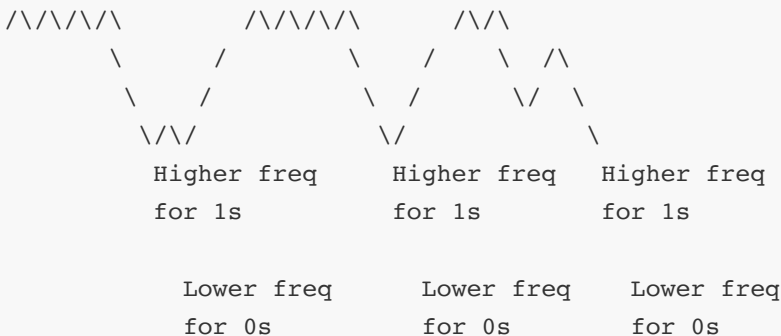 /\/\/\/\          /\/\/\/\        /\/\
        \        /          \     /     \  /\
         \     /             \  /       \/  \
          \/\/               \/              \
Higher freq Higher freq Higher freq
for 1s for 1s for 1s
Lower freq Lower freq Lower freq
for 0s for 0s for 0s